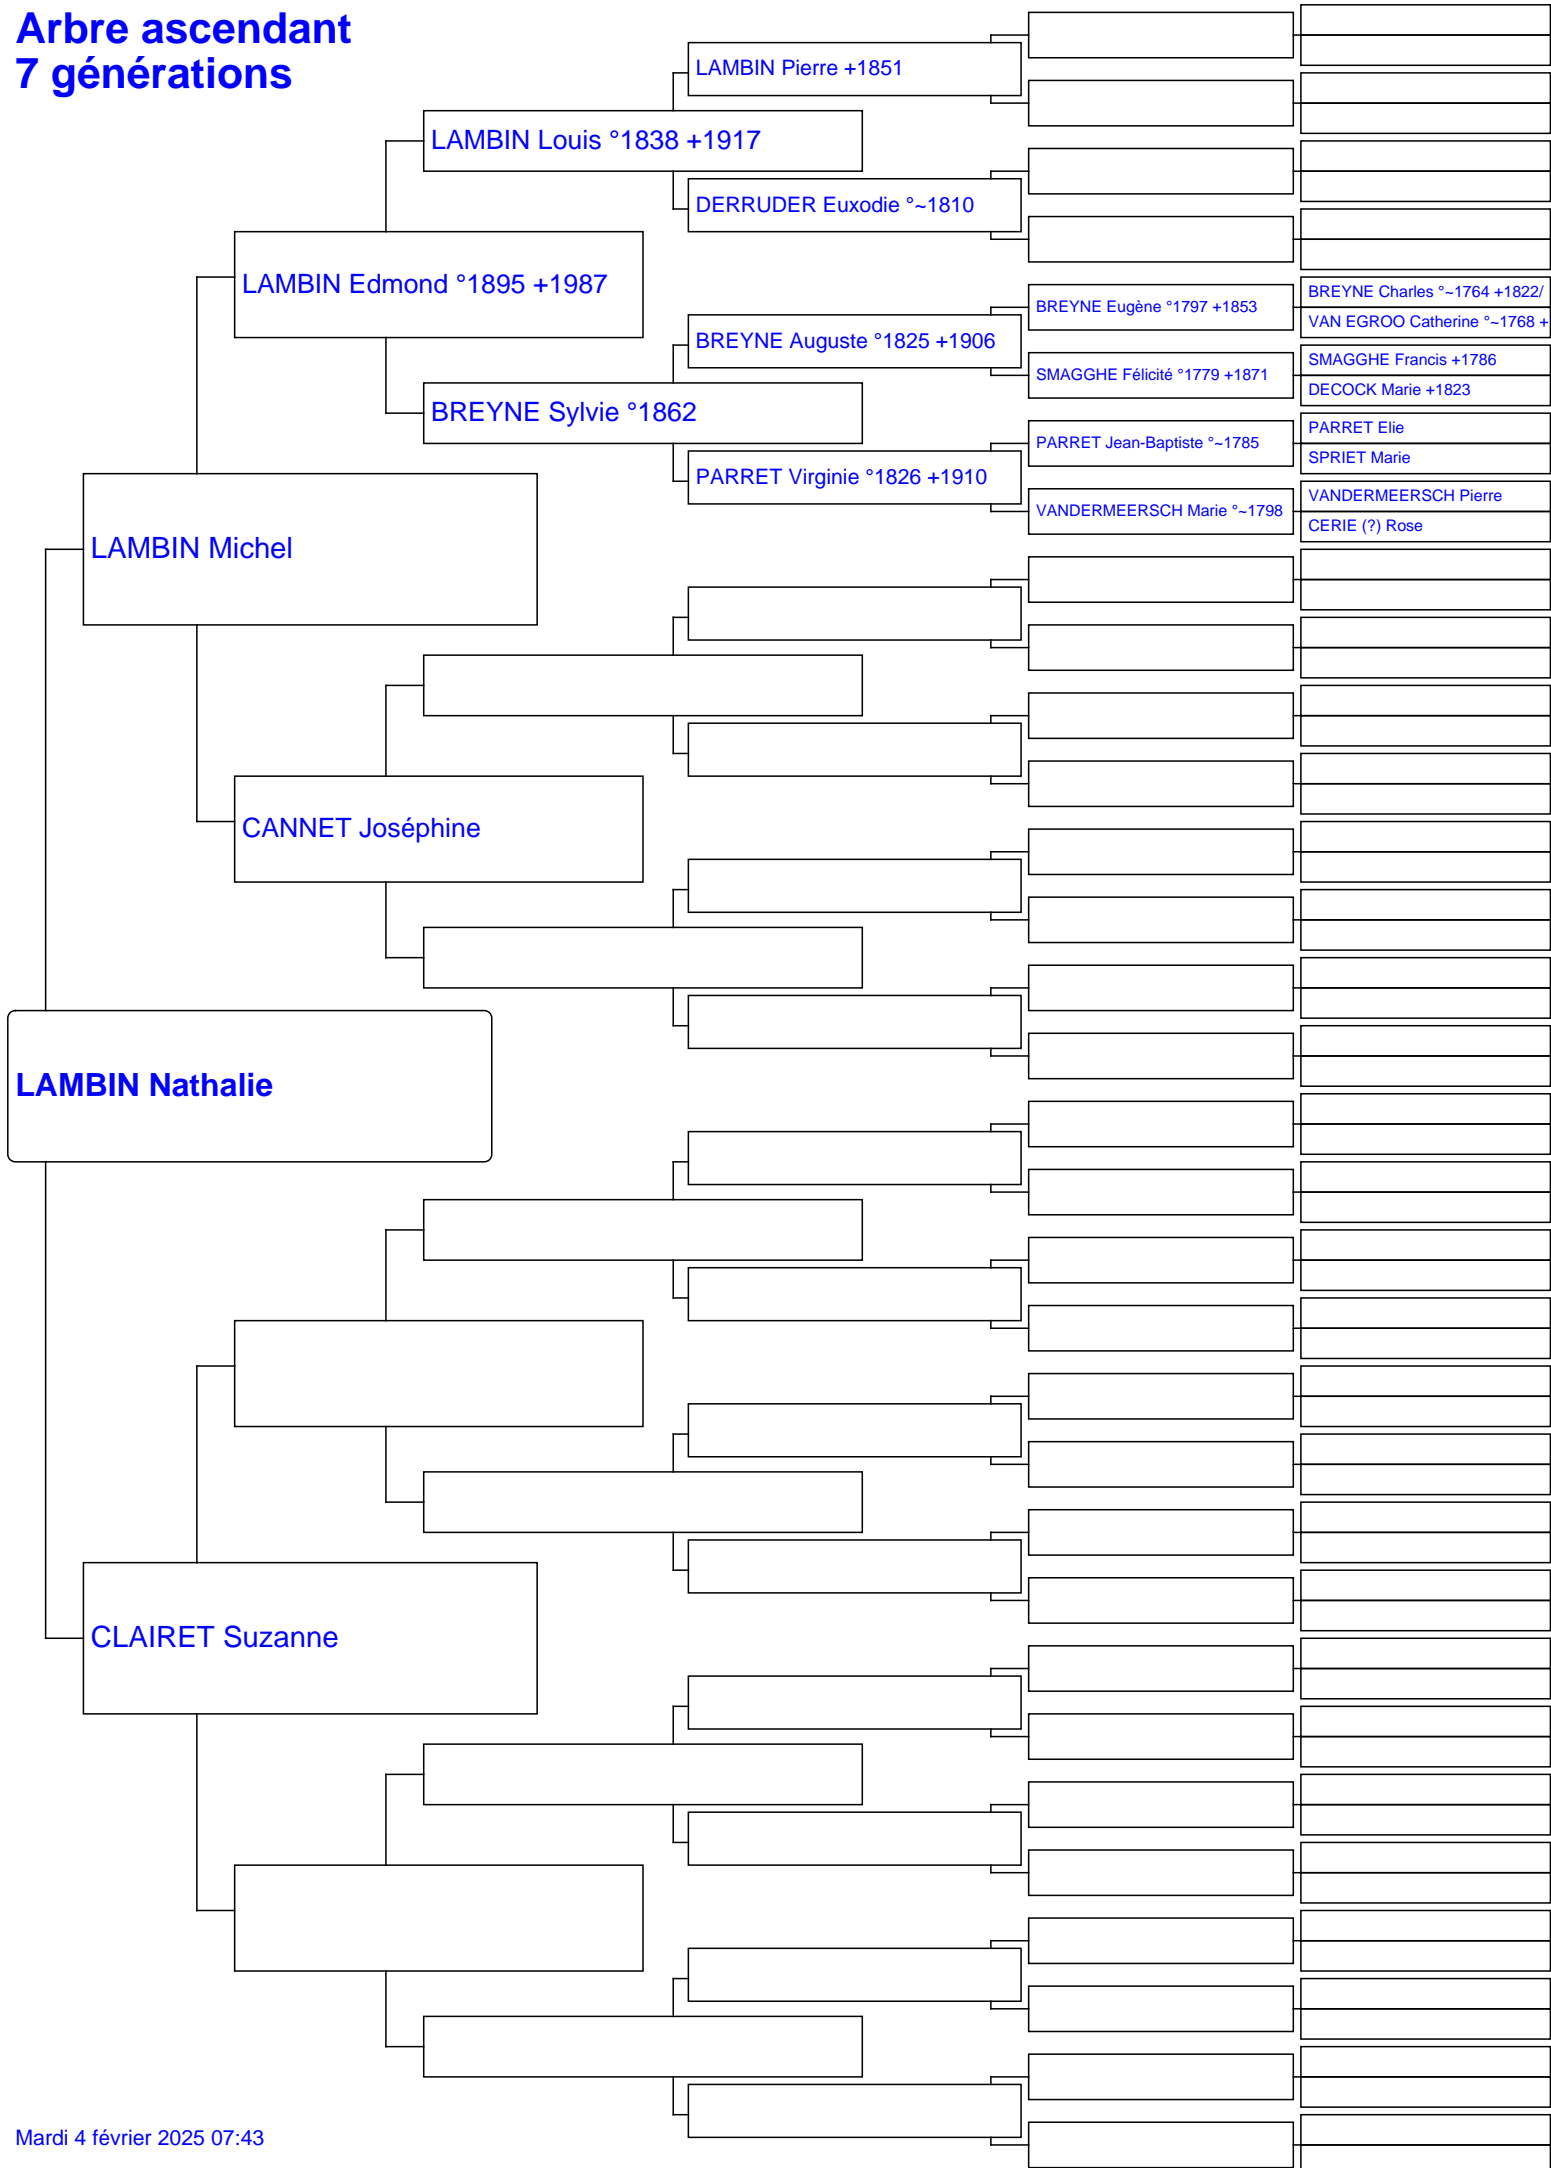 Arbre ascendant
7 générations
LAMBIN Pierre +1851
LAMBIN Louis °1838 +1917
DERRUDER Euxodie °~1810
LAMBIN Edmond °1895 +1987
BREYNE Eugène °1797 +1853
BREYNE Charles °~1764 +1822/
VAN EGROO Catherine °~1768 +
BREYNE Auguste °1825 +1906
SMAGGHE Félicité °1779 +1871
SMAGGHE Francis +1786
DECOCK Marie +1823
BREYNE Sylvie °1862
PARRET Jean-Baptiste °~1785
PARRET Elie
SPRIET Marie
PARRET Virginie °1826 +1910
VANDERMEERSCH Marie °~1798
VANDERMEERSCH Pierre
CERIE (?) Rose
LAMBIN Michel
CANNET Joséphine
LAMBIN Nathalie
CLAIRET Suzanne
Mardi 4 février 2025 07:43